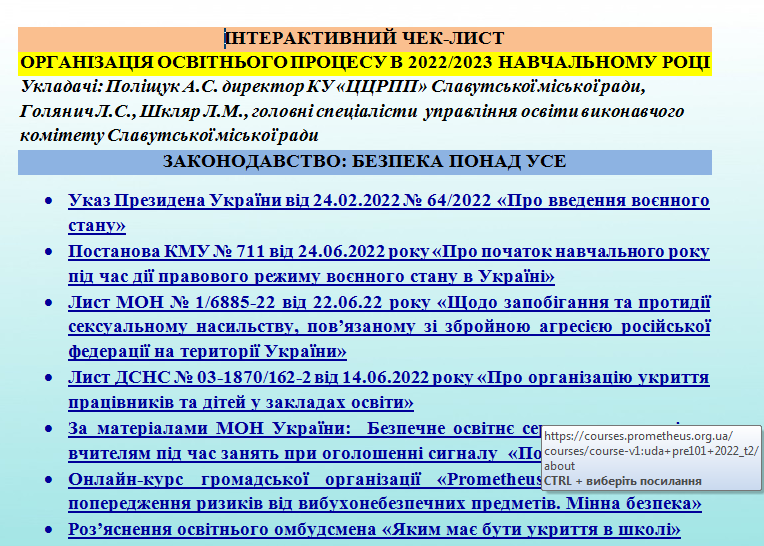 ІНТЕРАКТИВНИЙ ЧЕК-ЛИСТ
ОРГАНІЗАЦІЯ ОСВІТНЬОГО ПРОЦЕСУ В 2022/2023 НАВЧАЛЬНОМУ РОЦІ
Укладачі: Поліщук А.С. директор КУ «ЦПРПП» Славутської міської ради,
Голянич Л.С., Шкляр Л.М., головні спеціалісти управління освіти виконавчого
комітету Славутської міської ради
ЗАКОНОДАВСТВО: БЕЗПЕКА ПОНАД УСЕ
• Указ Президена України від 24.02.2022 № 64/2022 «Про введення воєнного
стану»
• Постанова КМУ № 711 від 24.06.2022 року «Про початок навчального року
під час дії правового режиму воєнного стану в Україні»
• Лист МОН № 1/6885-22 від 22.06.22 року «Щодо запобігання та протидії
сексуальному насильству, пов’язаному зі збройною агресією російської
федерації на території України»
• Лист ДСНС № 03-1870/162-2 від 14.06.2022 року «Про організацію укриття
працівників та дітей у закладах освіти»
• За матеріалами МОН України: Безпечне освітнє
вчителям під час занять при оголошенні сигналу
• Онлайн-курс громадської організації «Prometheus
попередження ризиків від вибухонебезпечних предметів. Мінна безпека»
• Роз’яснення освітнього омбудсмена «Яким має бути укриття в школі»
https://courses.prometheus.org.ua/
courses/course-v1:uda+pre101+2022_t2/
about
CTRL + виберіть посилання